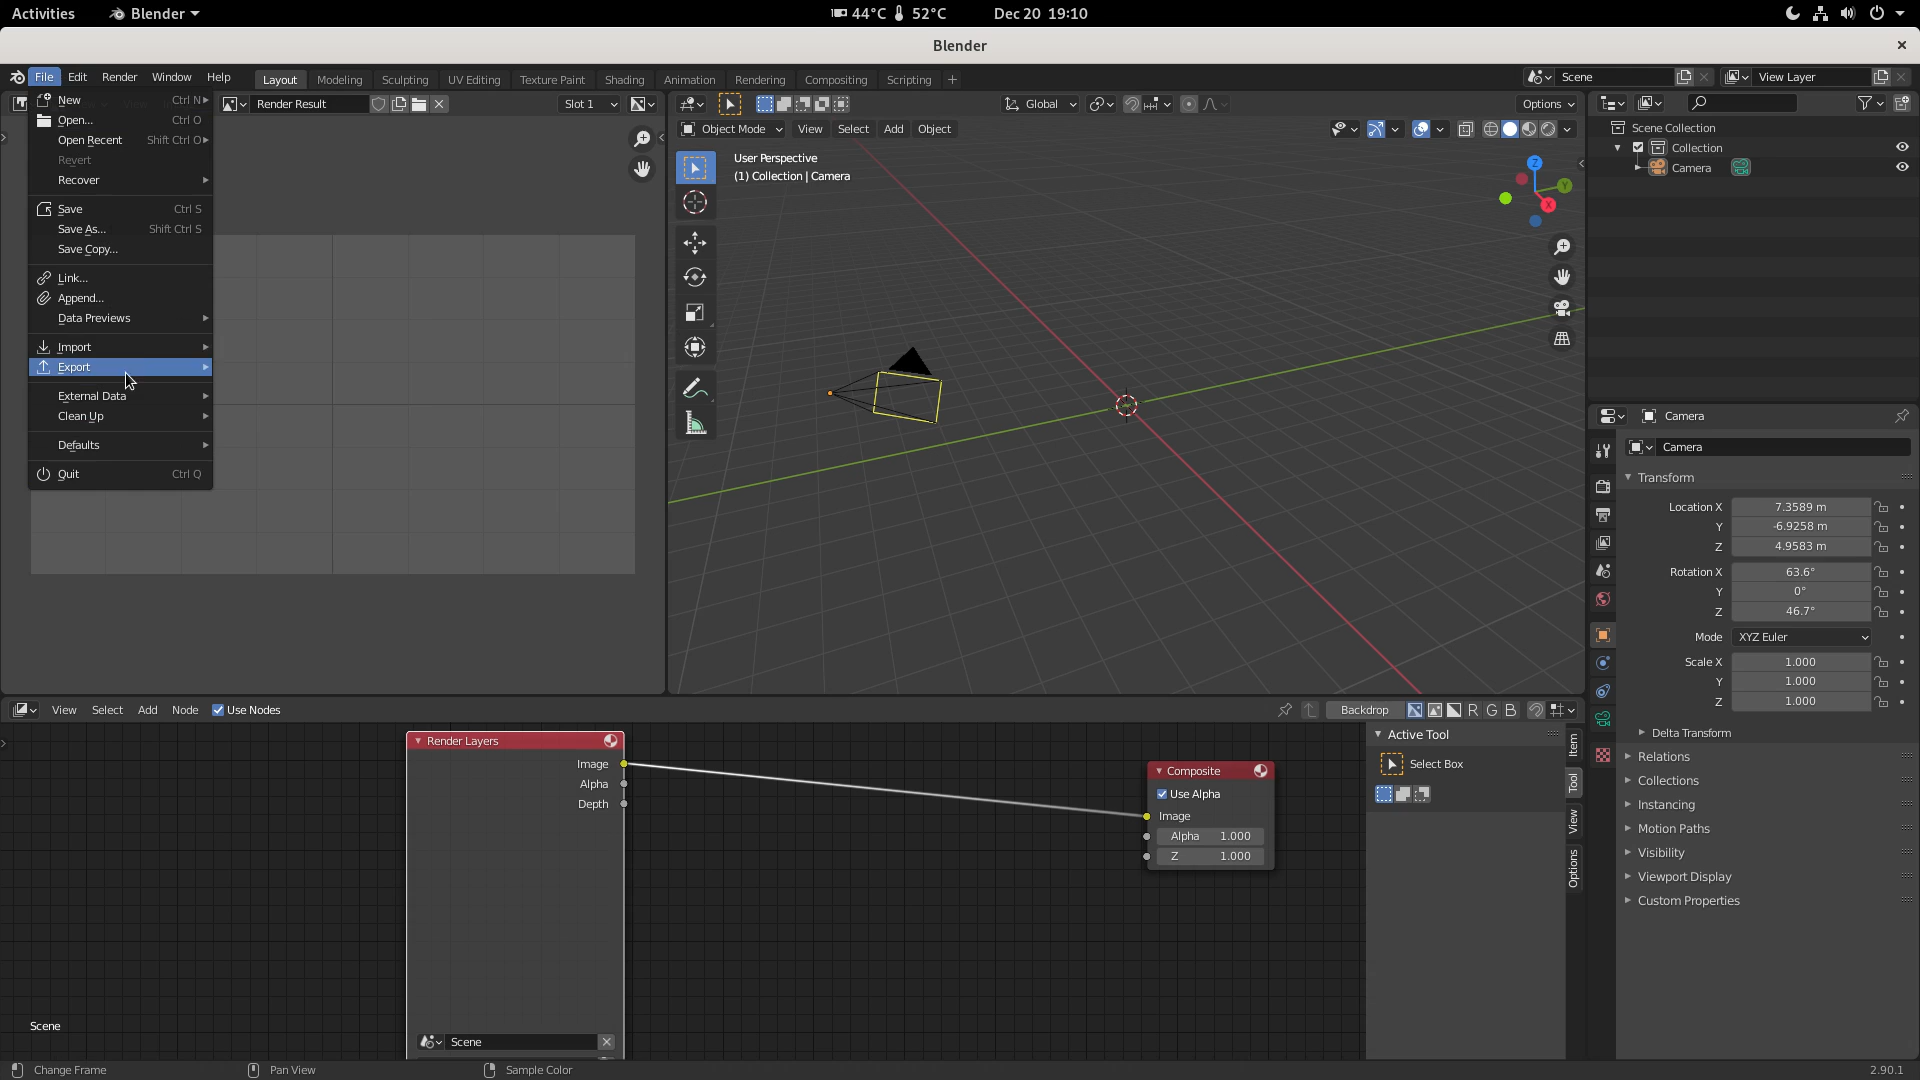 Activities Blender 44°C 52°C Dec 20 19:10
Blender
File Edit Render Window Help Layout Modeling Sculpting UV Editing Texture Paint Shading Animation Rendering Compositing Scripting + Scene View Layer
New Ctrl N
Open... Ctrl O
Open Recent Shift Ctrl O
Revert
Recover
Save Ctrl S
Save As... Shift Ctrl S
Save Copy...
Link...
Append...
Data Previews
Import
Export
External Data
Clean Up
Defaults
Quit Ctrl Q
Render Result Slot 1
Global Options
Object Mode View Select Add Object
User Perspective
(1) Collection | Camera
Z
Y
X
Scene Collection
Collection
Camera
Camera
Camera
Transform
Location X 7.3589 m
Y -6.9258 m
Z 4.9583 m
Rotation X 63.6°
Y 0°
Z 46.7°
Mode XYZ Euler
Scale X 1.000
Y 1.000
Z 1.000
Delta Transform
Relations
Collections
Instancing
Motion Paths
Visibility
Viewport Display
Custom Properties
View Select Add Node Use Nodes Backdrop R G B
Render Layers
Image
Alpha
Depth
Scene
Composite
Use Alpha
Image
Alpha 1.000
Z 1.000
Active Tool
Select Box
Item
Tool
View
Options
Scene
Change Frame Pan View Sample Color 2.90.1